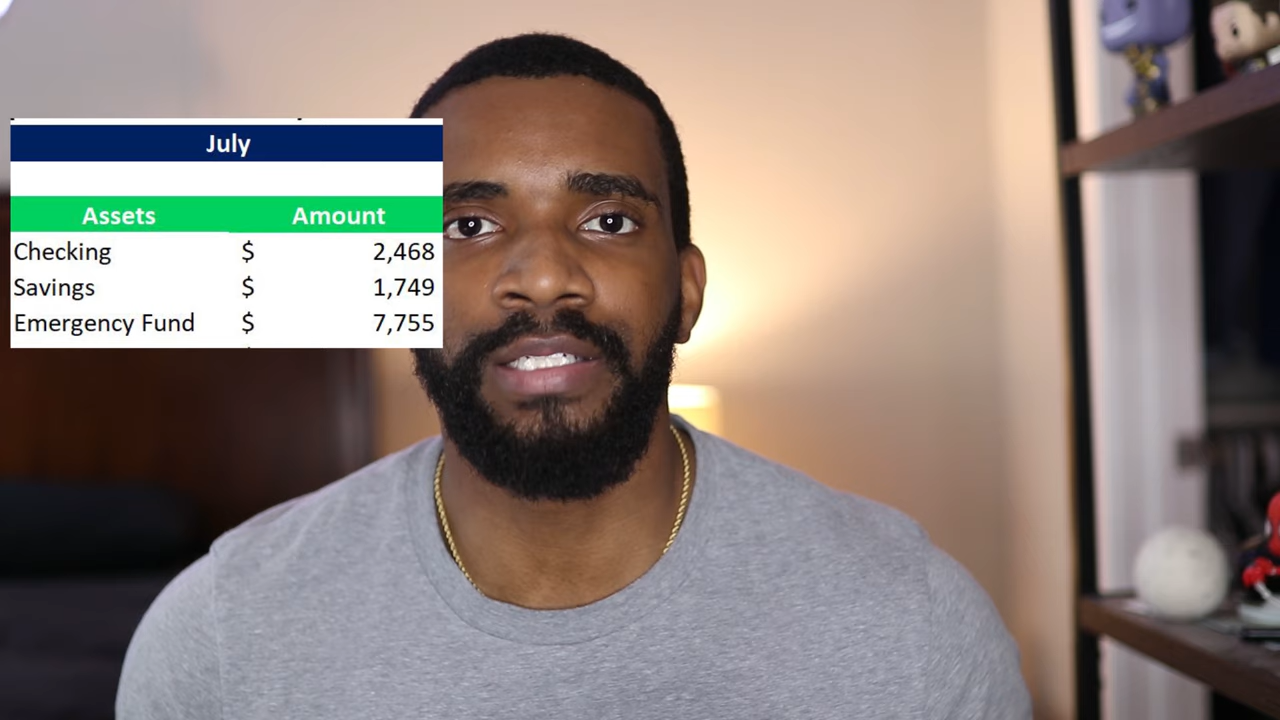 July
Assets Amount
Checking $ 2,468
Savings $ 1,749
Emergency Fund $ 7,755